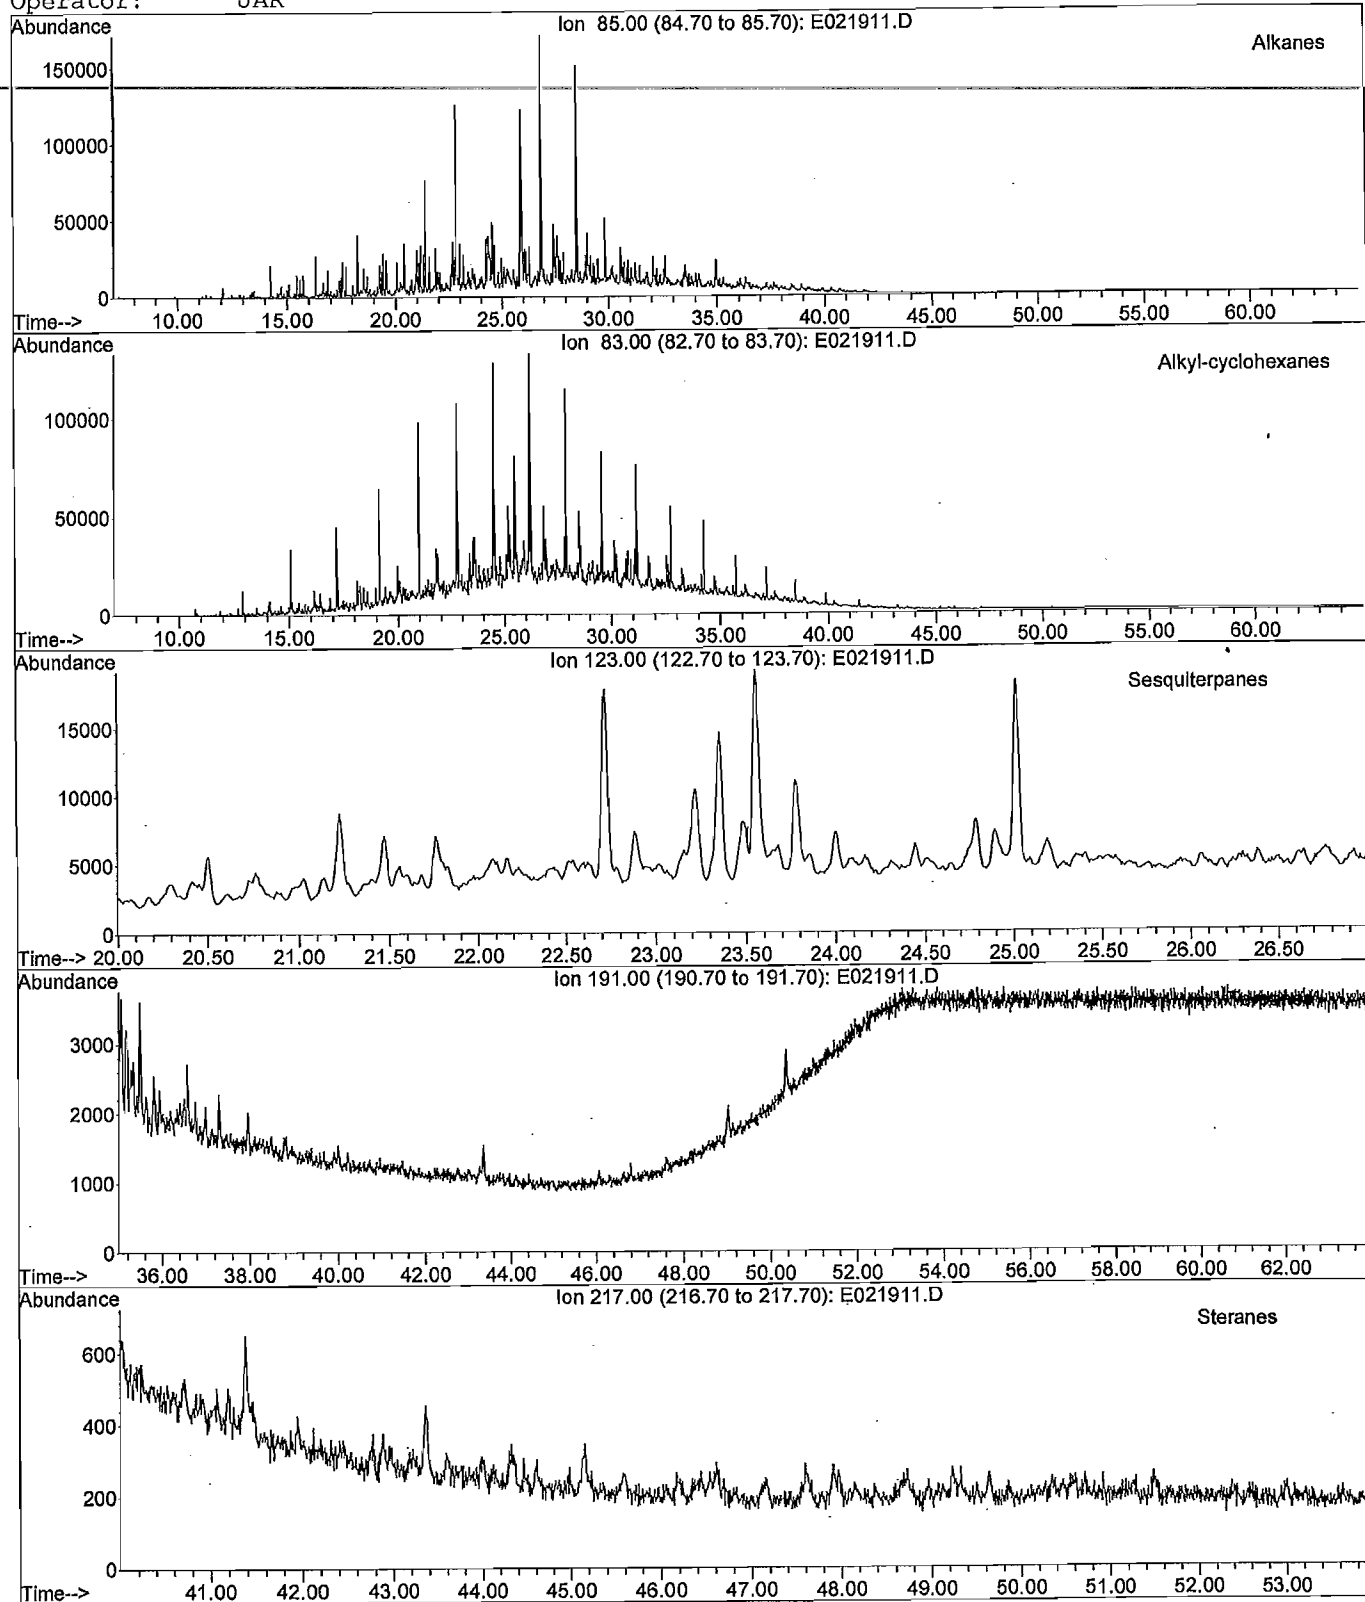 Operator: JAR
Abundance Ion 85.00 (84.70 to 85.70): E021911.D
Alkanes
150000
100000
50000
0
Time--> 10.00 15.00 20.00 25.00 30.00 35.00 40.00 45.00 50.00 55.00 60.00
Abundance Ion 83.00 (82.70 to 83.70): E021911.D
Alkyl-cyclohexanes
100000
50000
0
Time--> 10.00 15.00 20.00 25.00 30.00 35.00 40.00 45.00 50.00 55.00 60.00
Abundance Ion 123.00 (122.70 to 123.70): E021911.D
Sesquiterpanes
15000
10000
5000
0
Time--> 20.00 20.50 21.00 21.50 22.00 22.50 23.00 23.50 24.00 24.50 25.00 25.50 26.00 26.50
Abundance Ion 191.00 (190.70 to 191.70): E021911.D
3000
2000
1000
0
Time--> 36.00 38.00 40.00 42.00 44.00 46.00 48.00 50.00 52.00 54.00 56.00 58.00 60.00 62.00
Abundance Ion 217.00 (216.70 to 217.70): E021911.D
Steranes
600
400
200
0
Time--> 41.00 42.00 43.00 44.00 45.00 46.00 47.00 48.00 49.00 50.00 51.00 52.00 53.00